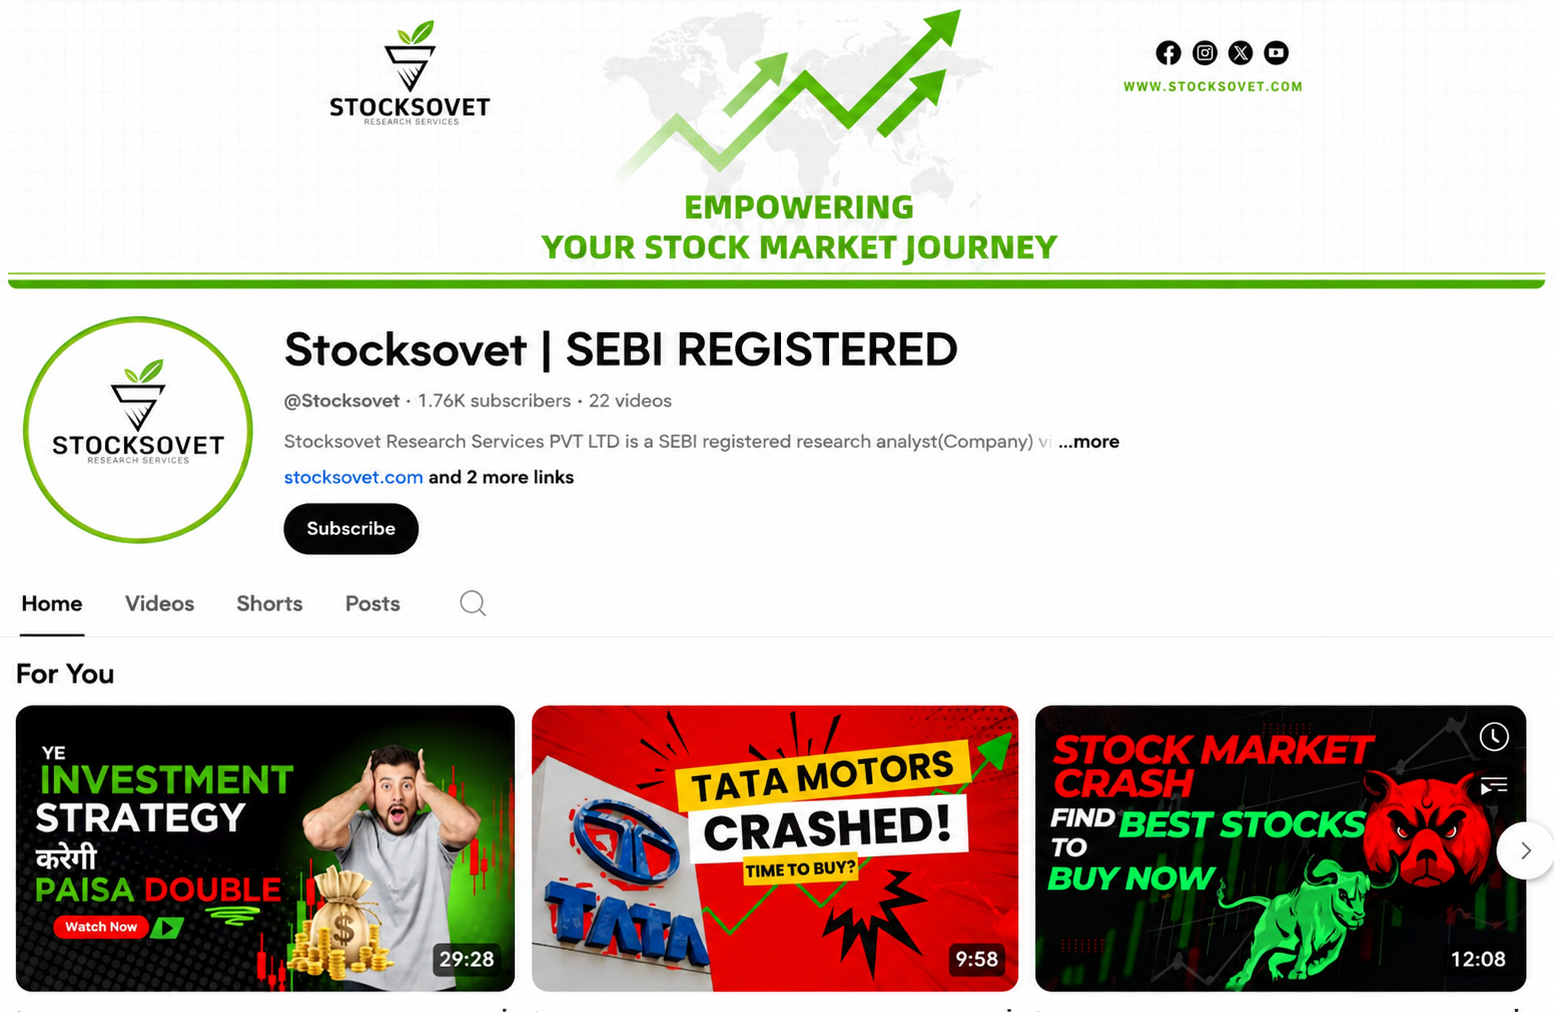 STOCKSOVET
RESEARCH SERVICES
WWW.STOCKSOVET.COM
EMPOWERING
YOUR STOCK MARKET JOURNEY
STOCKSOVET
RESEARCH SERVICES
Stocksovet | SEBI REGISTERED
@Stocksovet • 1.76K subscribers • 22 videos
Stocksovet Research Services PVT LTD is a SEBI registered research analyst(Company) vi ...more
stocksovet.com and 2 more links
Subscribe
Home Videos Shorts Posts
For You
YE
INVESTMENT
STRATEGY
करेगी
PAISA DOUBLE
Watch Now
$
29:28
TATA MOTORS
CRASHED!
TIME TO BUY?
TATA
9:58
STOCK MARKET
CRASH
FIND BEST STOCKS
TO
BUY NOW
12:08